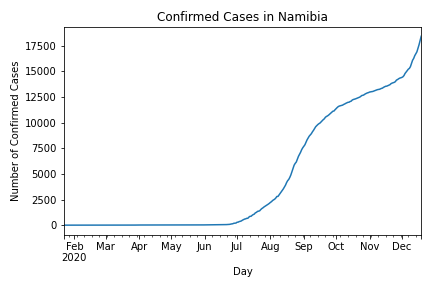 Confirmed Cases in Namibia
Number of Confirmed Cases
17500
15000
12500
10000
7500
5000
2500
0
Feb Mar Apr May Jun Jul Aug Sep Oct Nov Dec
2020
Day